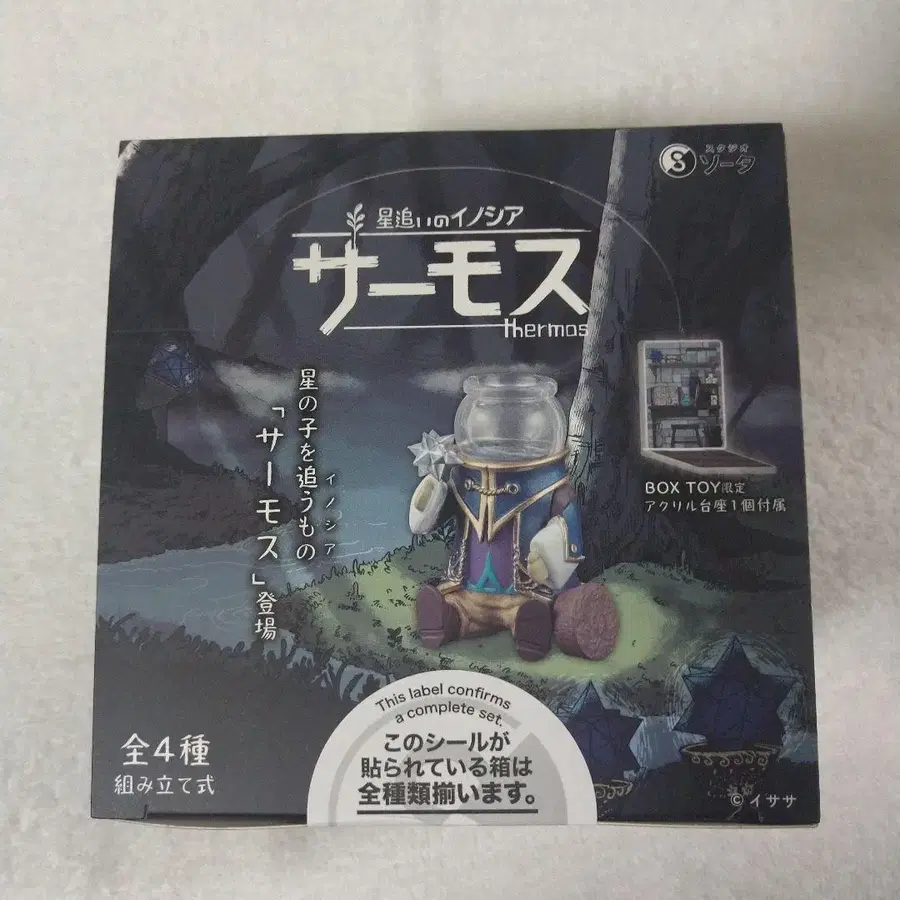 スタジオ
ソータ
星追いのイノシア
サーモス
thermos
星の子を追うもの
イノシア
「サーモス」登場
BOX TOY限定
アクリル台座1個付属
This label confirms
a complete set.
このシールが
貼られている箱は
全種類揃います。
全4種
組み立て式
©イササ